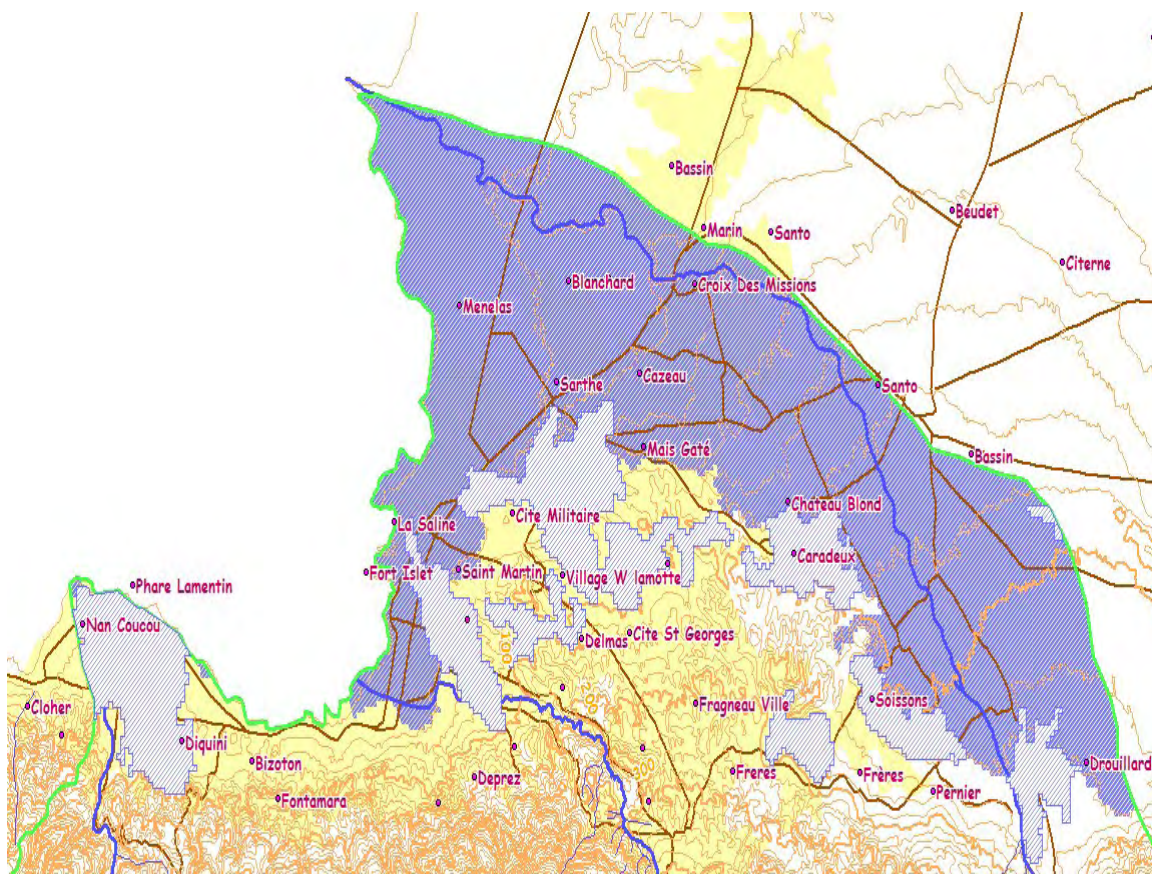 Bassin
Beudet
Marin
Santo
Citerne
Blanchard
Croix Des Missions
Menelas
Sarthe
Cazeau
Santo
Mais Gaté
Bassin
Chateau Blond
Cite Militaire
La Saline
Caradeux
Fort Islet
Saint Martin
Village W lamotte
Phare Lamentin
Nan Coucou
Delmas
Cite St Georges
100
Cloher
Fragneau Ville
Soissons
Diquini
Bizoton
Deprez
Freres
Frères
Drouillard
Fontamara
Pernier